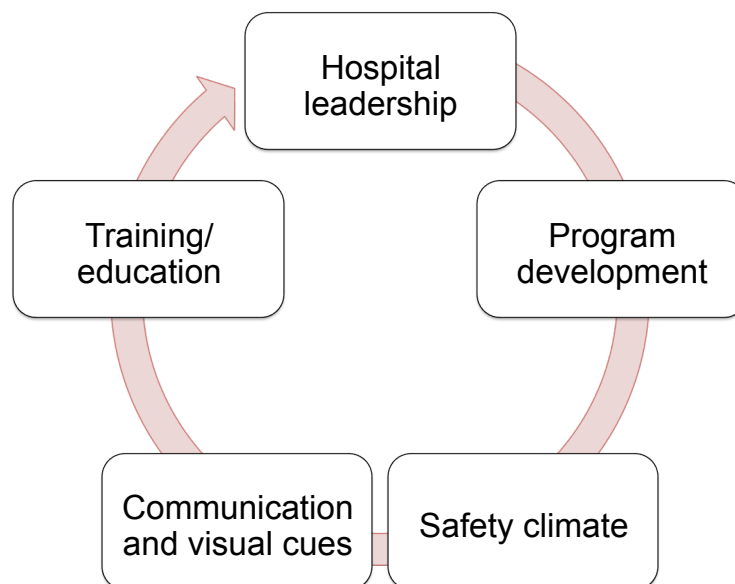 Hospital
leadership
Program
development
Safety climate
Communication
and visual cues
Training/
education